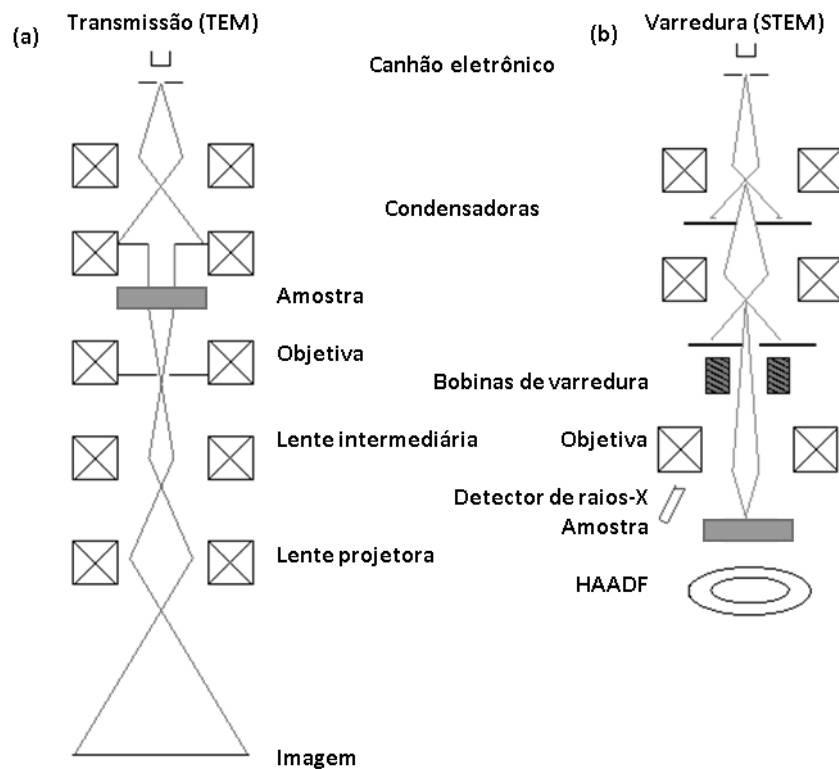 (a)
Transmissão (TEM)
(b)
Varredura (STEM)
Canhão eletrônico
Condensadoras
Amostra
Objetiva
Bobinas de varredura
Lente intermediária
Objetiva
Detector de raios-X
Amostra
Lente projetora
HAADF
Imagem